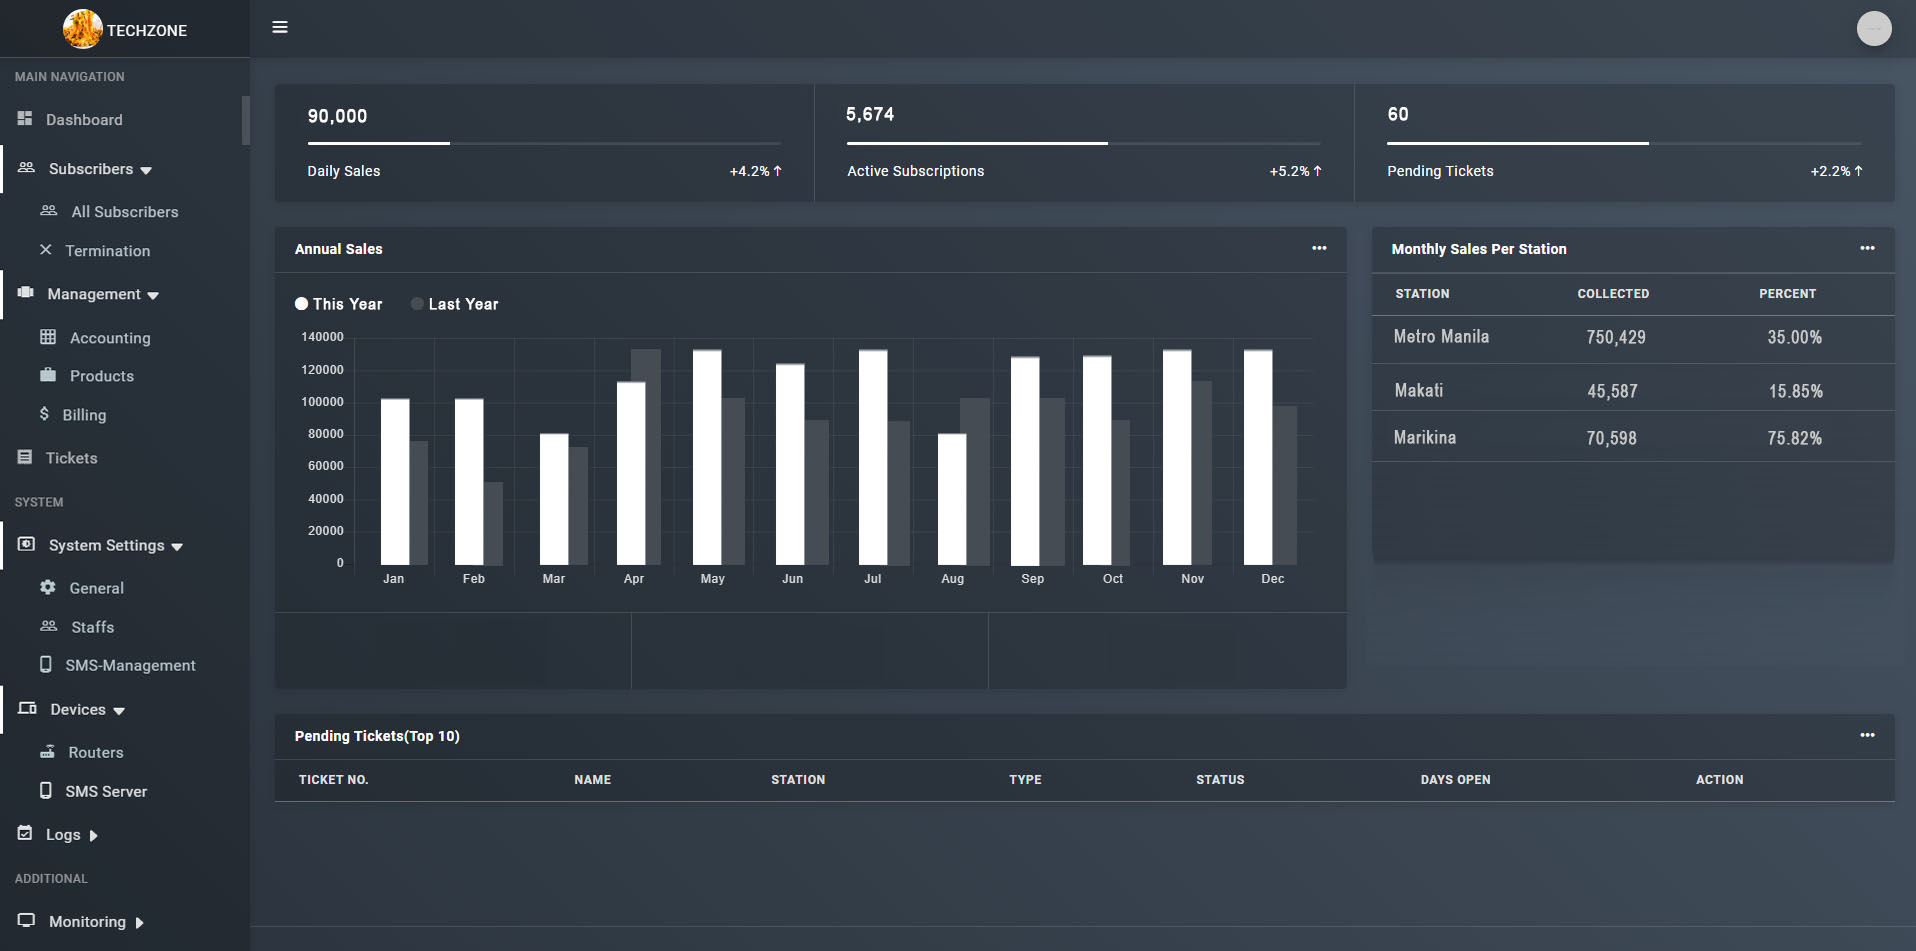 TECHZONE
MAIN NAVIGATION
Dashboard
Subscribers
All Subscribers
Termination
Management
Accounting
Products
Billing
Tickets
SYSTEM
System Settings
General
Staffs
SMS-Management
Devices
Routers
SMS Server
Logs
ADDITIONAL
Monitoring
90,000
Daily Sales +4.2%↑
5,674
Active Subscriptions +5.2%↑
60
Pending Tickets +2.2%↑
Annual Sales
This Year Last Year
140000
120000
100000
80000
60000
40000
20000
0
Jan Feb Mar Apr May Jun Jul Aug Sep Oct Nov Dec
Monthly Sales Per Station
STATION COLLECTED PERCENT
Metro Manila 750,429 35.00%
Makati 45,587 15.85%
Marikina 70,598 75.82%
Pending Tickets(Top 10)
TICKET NO. NAME STATION TYPE STATUS DAYS OPEN ACTION